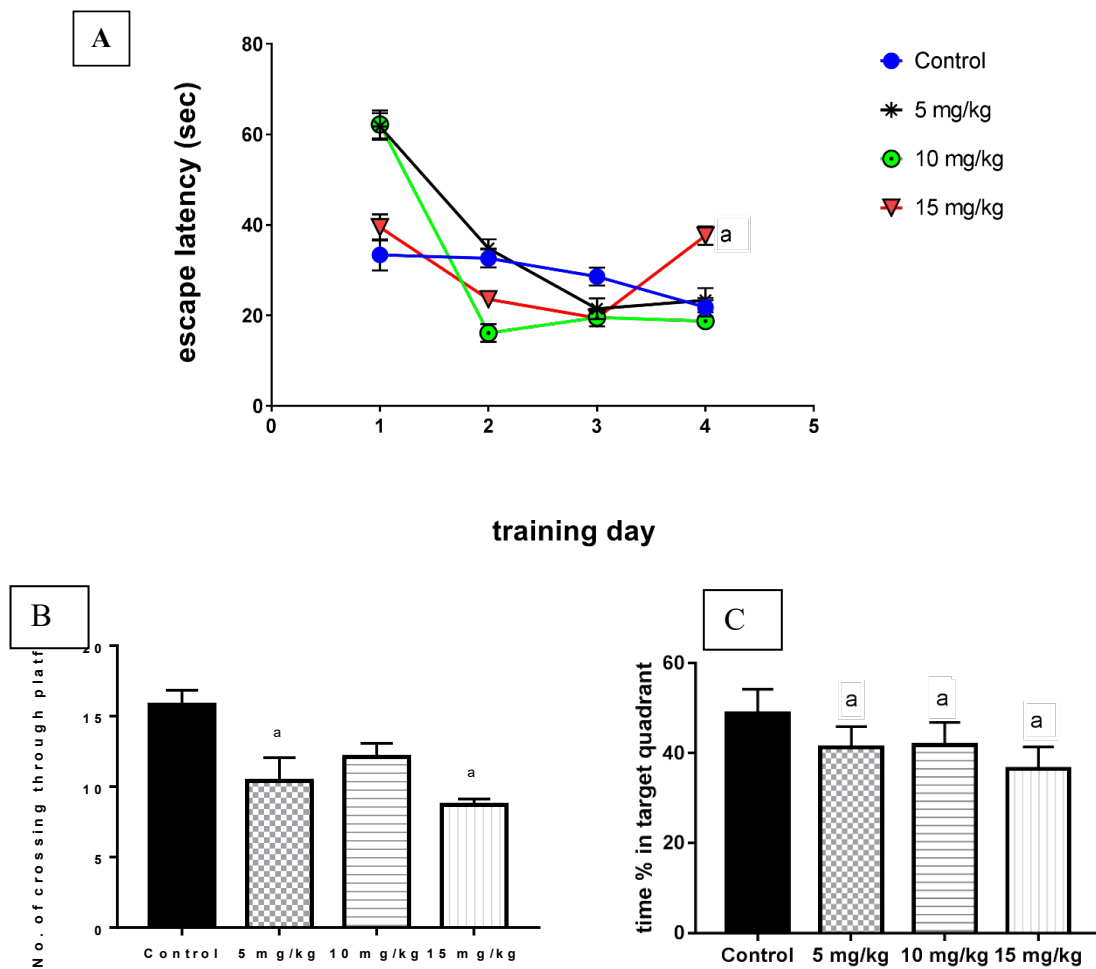 A
escape latency (sec)
80
60
40
20
0
0 1 2 3 4 5
training day
Control
5 mg/kg
10 mg/kg
15 mg/kg
a
B
No. of crossing through platf
20
15
10
5
0
a
a
Control 5 mg/kg 10 mg/kg 15 mg/kg
C
time % in target quadrant
60
40
20
0
a
a
a
Control 5 mg/kg 10 mg/kg 15 mg/kg